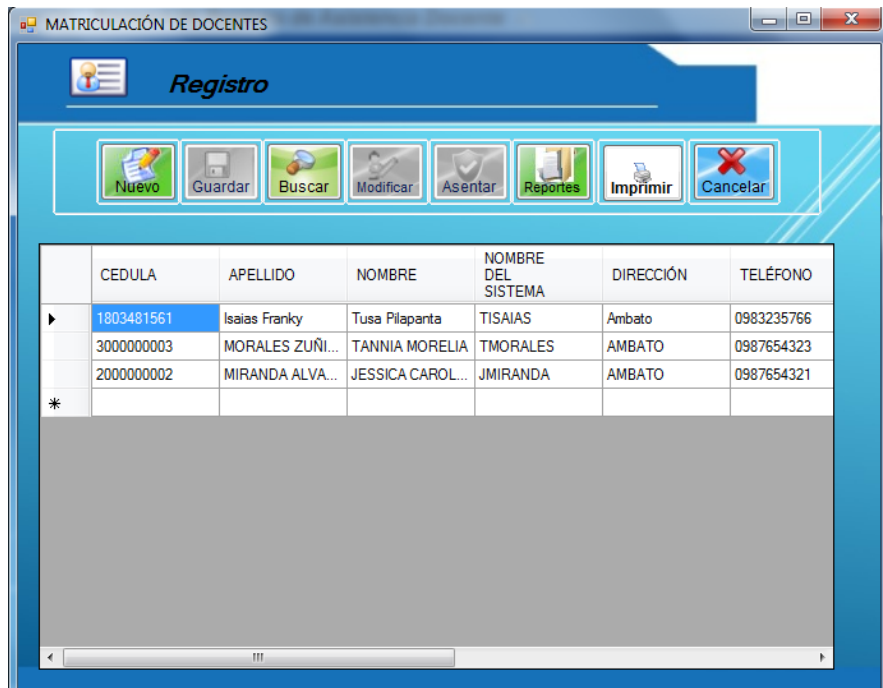 MATRICULACIÓN DE DOCENTES
Registro
Nuevo Guardar Buscar Modificar Asentar Reportes Imprimir Cancelar
CEDULA APELLIDO NOMBRE NOMBRE DEL SISTEMA DIRECCIÓN TELÉFONO
1803481561 Isaias Franky Tusa Pilapanta TISAIAS Ambato 0983235766
3000000003 MORALES ZUÑI... TANNIA MORELIA TMORALES AMBATO 0987654323
2000000002 MIRANDA ALVA... JESSICA CAROL... JMIRANDA AMBATO 0987654321